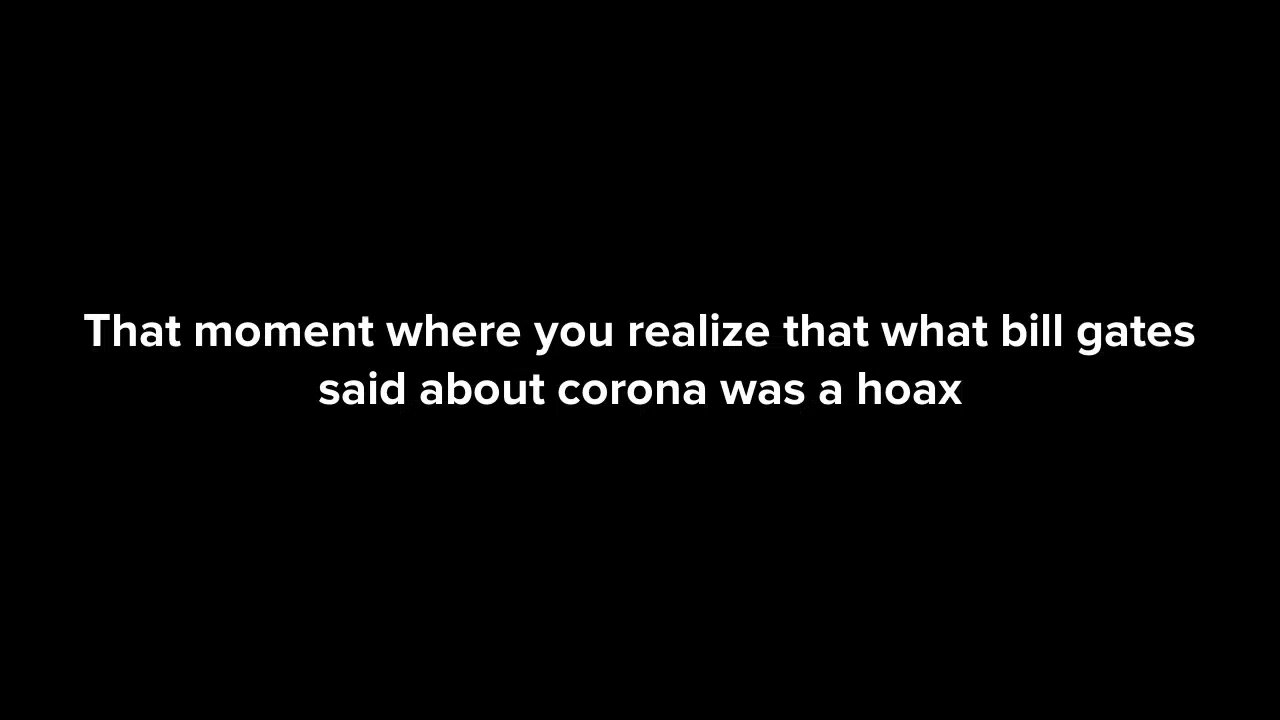 That moment where you realize that what bill gates
said about corona was a hoax